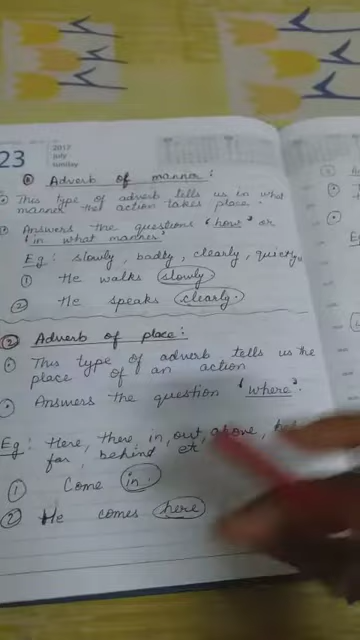 23
2017
July
Sunday
① Adverb of manner:
This type of adverb tells us in what
manner the action takes place.
Answers the questions 'how' or
'in what manner'
Eg: slowly, badly, clearly, quietly.
① He walks slowly.
② He speaks clearly.
② Adverb of place:
This type of adverb tells us the
place of an action
Answers the question 'where'.
Eg: Here, there, in, out, above,
far, behind et
① Come in.
② He comes here